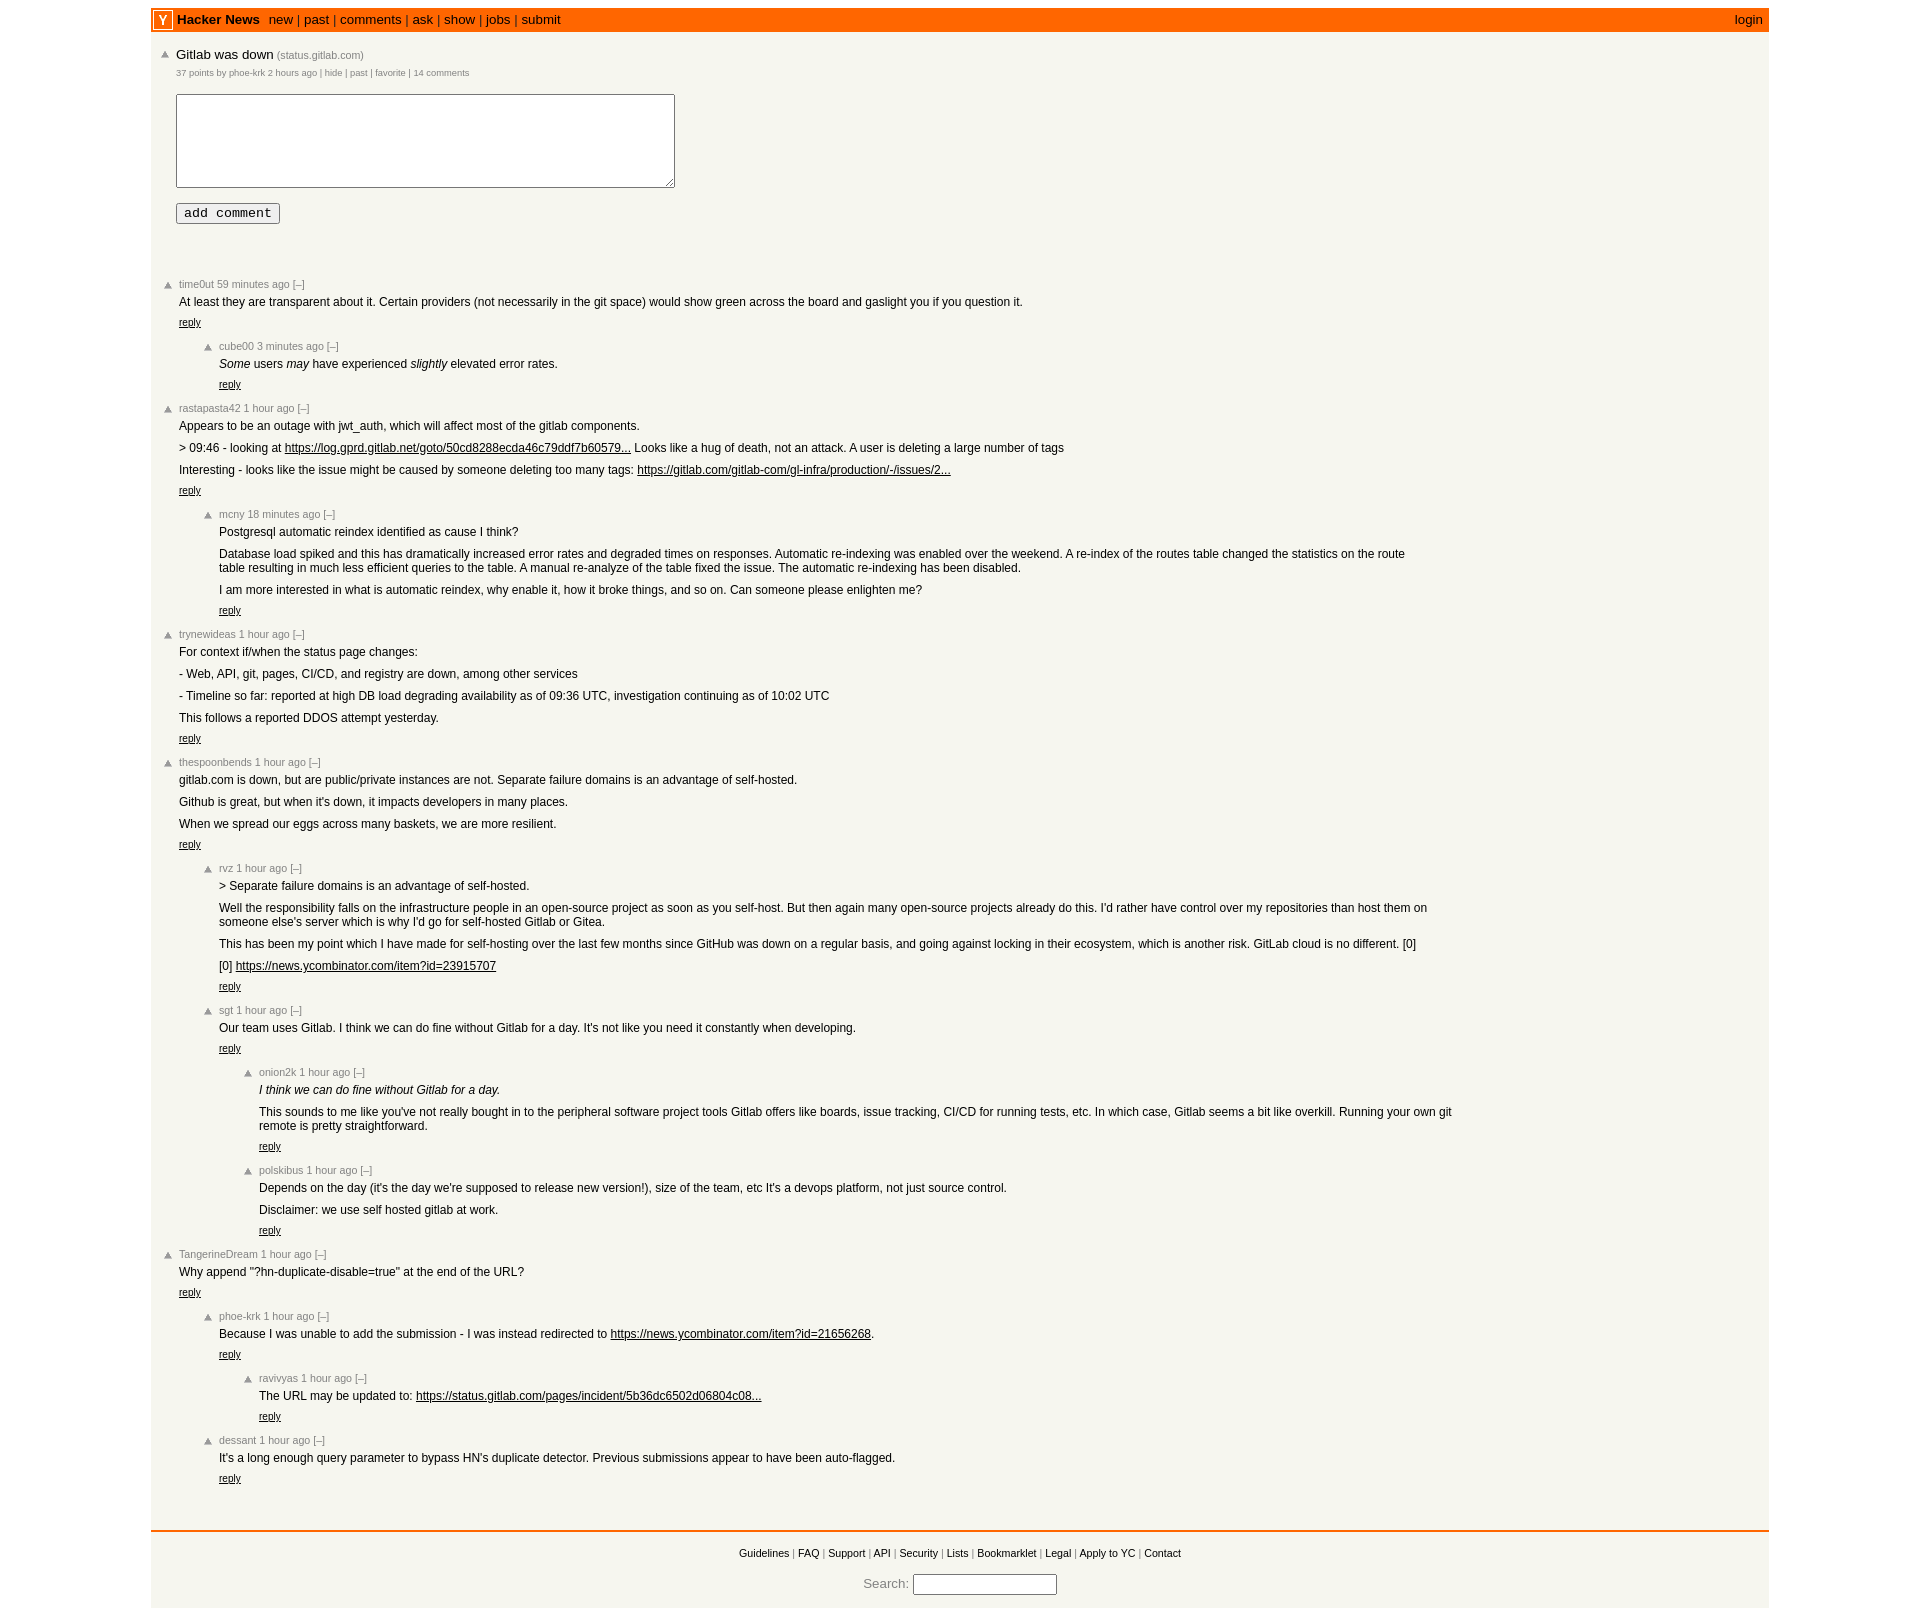 Y Hacker News new | past | comments | ask | show | jobs | submit login
Gitlab was down (status.gitlab.com)
37 points by phoe-krk 2 hours ago | hide | past | favorite | 14 comments
add comment
time0ut 59 minutes ago [–]
At least they are transparent about it. Certain providers (not necessarily in the git space) would show green across the board and gaslight you if you question it.
reply
cube00 3 minutes ago [–]
Some users may have experienced slightly elevated error rates.
reply
rastapasta42 1 hour ago [–]
Appears to be an outage with jwt_auth, which will affect most of the gitlab components.
> 09:46 - looking at https://log.gprd.gitlab.net/goto/50cd8288ecda46c79ddf7b60579... Looks like a hug of death, not an attack. A user is deleting a large number of tags
Interesting - looks like the issue might be caused by someone deleting too many tags: https://gitlab.com/gitlab-com/gl-infra/production/-/issues/2...
reply
mcny 18 minutes ago [–]
Postgresql automatic reindex identified as cause I think?
Database load spiked and this has dramatically increased error rates and degraded times on responses. Automatic re-indexing was enabled over the weekend. A re-index of the routes table changed the statistics on the route
table resulting in much less efficient queries to the table. A manual re-analyze of the table fixed the issue. The automatic re-indexing has been disabled.
I am more interested in what is automatic reindex, why enable it, how it broke things, and so on. Can someone please enlighten me?
reply
trynewideas 1 hour ago [–]
For context if/when the status page changes:
- Web, API, git, pages, CI/CD, and registry are down, among other services
- Timeline so far: reported at high DB load degrading availability as of 09:36 UTC, investigation continuing as of 10:02 UTC
This follows a reported DDOS attempt yesterday.
reply
thespoonbends 1 hour ago [–]
gitlab.com is down, but are public/private instances are not. Separate failure domains is an advantage of self-hosted.
Github is great, but when it's down, it impacts developers in many places.
When we spread our eggs across many baskets, we are more resilient.
reply
rvz 1 hour ago [–]
> Separate failure domains is an advantage of self-hosted.
Well the responsibility falls on the infrastructure people in an open-source project as soon as you self-host. But then again many open-source projects already do this. I'd rather have control over my repositories than host them on
someone else's server which is why I'd go for self-hosted Gitlab or Gitea.
This has been my point which I have made for self-hosting over the last few months since GitHub was down on a regular basis, and going against locking in their ecosystem, which is another risk. GitLab cloud is no different. [0]
[0] https://news.ycombinator.com/item?id=23915707
reply
sgt 1 hour ago [–]
Our team uses Gitlab. I think we can do fine without Gitlab for a day. It's not like you need it constantly when developing.
reply
onion2k 1 hour ago [–]
I think we can do fine without Gitlab for a day.
This sounds to me like you've not really bought in to the peripheral software project tools Gitlab offers like boards, issue tracking, CI/CD for running tests, etc. In which case, Gitlab seems a bit like overkill. Running your own git
remote is pretty straightforward.
reply
polskibus 1 hour ago [–]
Depends on the day (it's the day we're supposed to release new version!), size of the team, etc It's a devops platform, not just source control.
Disclaimer: we use self hosted gitlab at work.
reply
TangerineDream 1 hour ago [–]
Why append "?hn-duplicate-disable=true" at the end of the URL?
reply
phoe-krk 1 hour ago [–]
Because I was unable to add the submission - I was instead redirected to https://news.ycombinator.com/item?id=21656268.
reply
ravivyas 1 hour ago [–]
The URL may be updated to: https://status.gitlab.com/pages/incident/5b36dc6502d06804c08...
reply
dessant 1 hour ago [–]
It's a long enough query parameter to bypass HN's duplicate detector. Previous submissions appear to have been auto-flagged.
reply
Guidelines | FAQ | Support | API | Security | Lists | Bookmarklet | Legal | Apply to YC | Contact
Search: